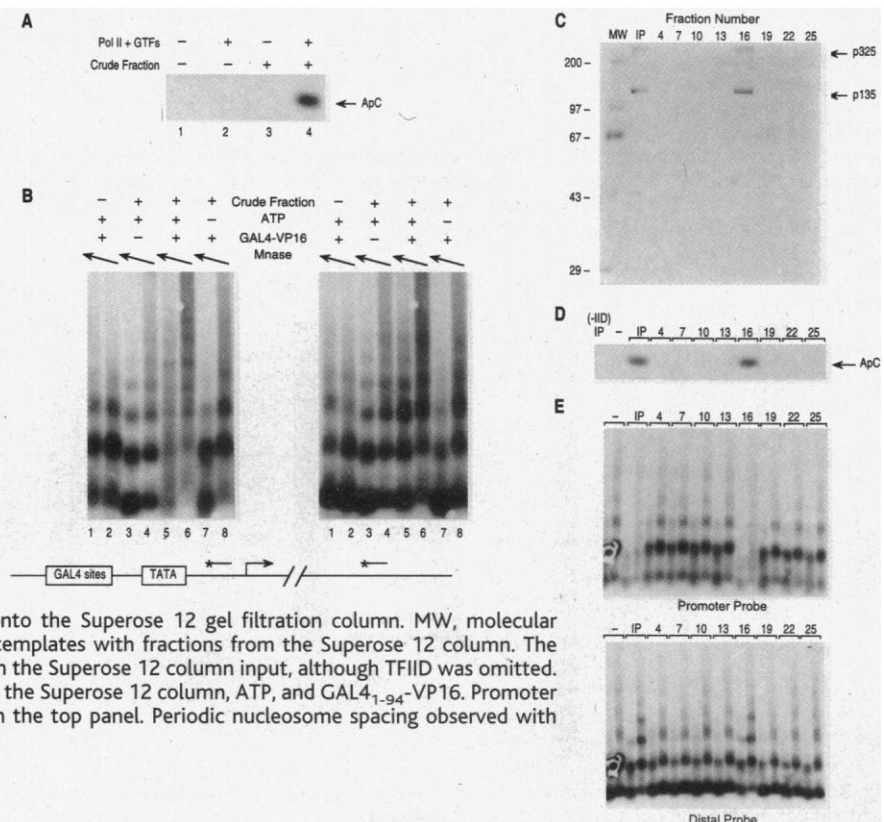 A
Pol II + GTFs – + – +
Crude Fraction – – + +
← ApC
1 2 3 4
B
– + + + Crude Fraction – + + +
+ + + – ATP + + + –
+ – + + GAL4-VP16 + – + +
Mnase
1 2 3 4 5 6 7 8
1 2 3 4 5 6 7 8
GAL4 sites TATA * *
nto the Superose 12 gel filtration column. MW, molecular
templates with fractions from the Superose 12 column. The
n the Superose 12 column input, although TFIID was omitted.
the Superose 12 column, ATP, and GAL4₁₋₉₄-VP16. Promoter
n the top panel. Periodic nucleosome spacing observed with
C
Fraction Number
MW IP 4 7 10 13 16 19 22 25
200 –
← p325
← p135
97 –
67 –
43 –
29 –
D
(-IID)
IP – IP 4 7 10 13 16 19 22 25
← ApC
E
– IP 4 7 10 13 16 19 22 25
Promoter Probe
– IP 4 7 10 13 16 19 22 25
Distal Probe